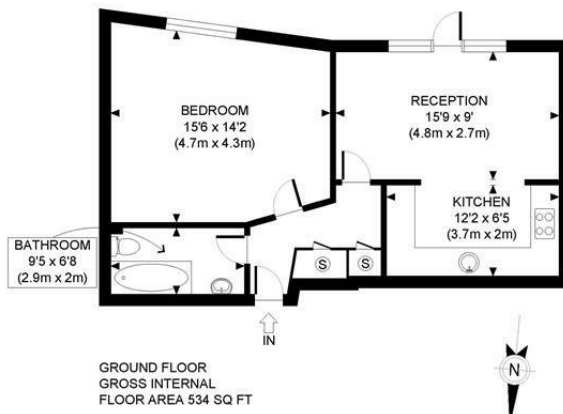 BEDROOM
15'6 x 14'2
(4.7m x 4.3m)
RECEPTION
15'9 x 9'
(4.8m x 2.7m)
KITCHEN
12'2 x 6'5
(3.7m x 2m)
BATHROOM
9'5 x 6'8
(2.9m x 2m)
S
S
IN
GROUND FLOOR
GROSS INTERNAL
FLOOR AREA 534 SQ FT
N